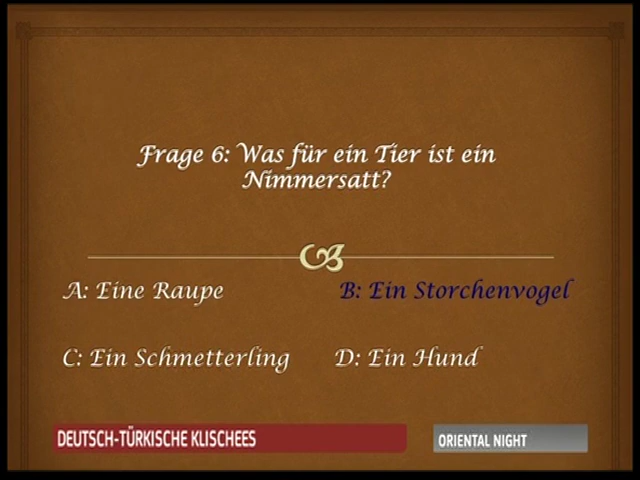 Frage 6: Was für ein Tier ist ein
Nimmersatt?
A: Eine Raupe
B: Ein Storchenvogel
C: Ein Schmetterling
D: Ein Hund
DEUTSCH-TÜRKISCHE KLISCHEES
ORIENTAL NIGHT